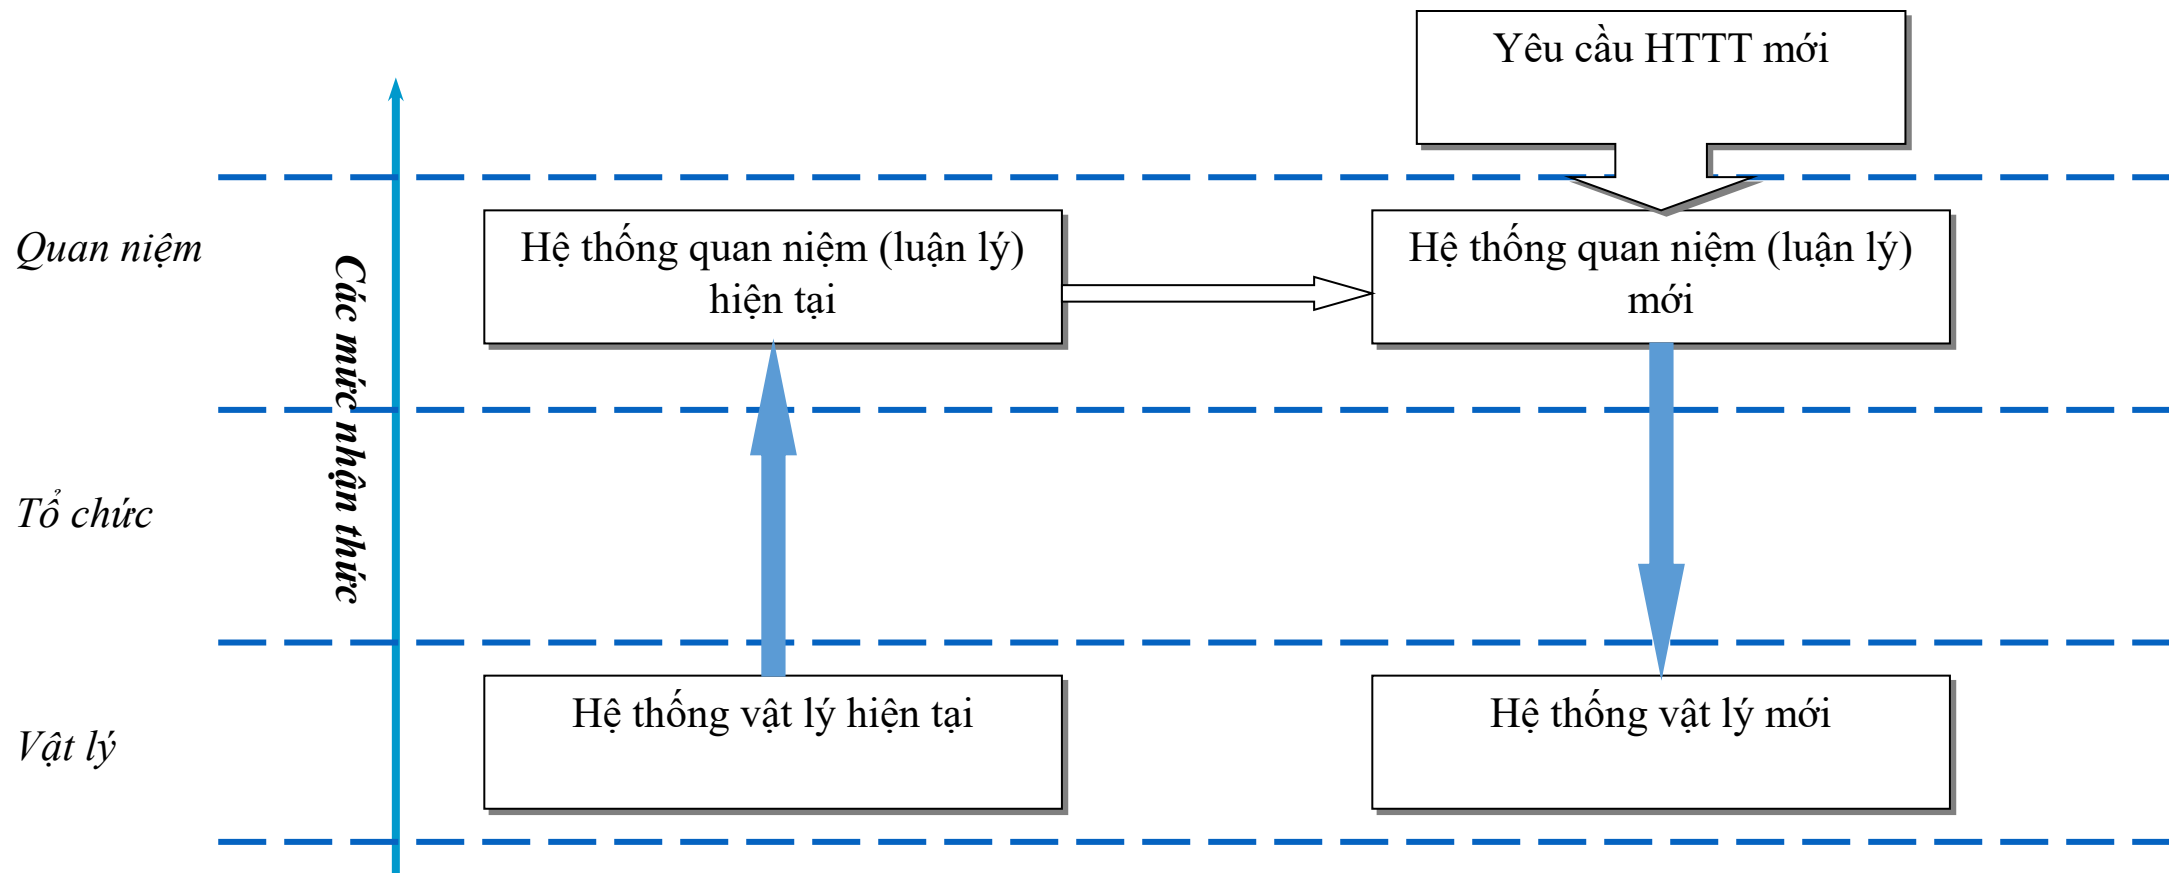 Yêu cầu HTTT mới
Quan niệm
Các mức nhận thức
Hệ thống quan niệm (luận lý)
hiện tại
Hệ thống quan niệm (luận lý)
mới
Tổ chức
Vật lý
Hệ thống vật lý hiện tại
Hệ thống vật lý mới